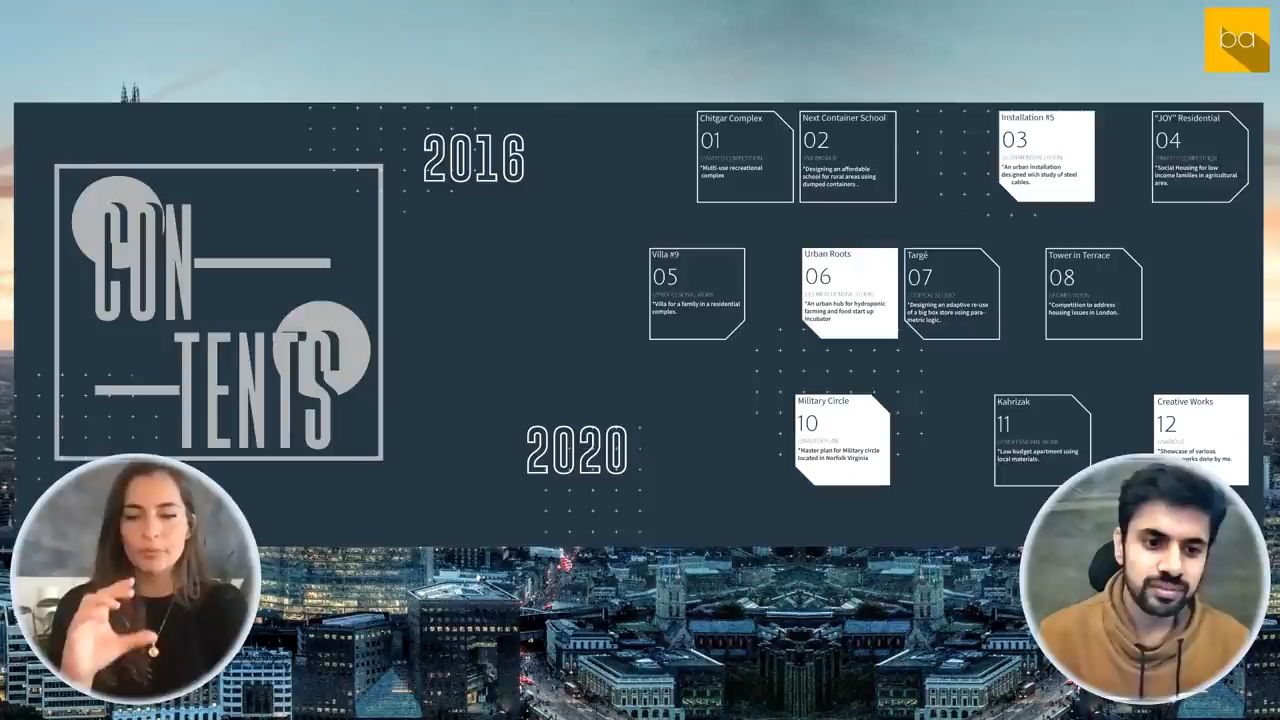 ba
2016
CON
TENTS
2020
Chitgar Complex
01
*Multi-use recreational
complex
Next Container School
02
*Designing an affordable
school for rural areas using
dumped containers .
Installation #5
03
*An urban installation
designed with study of steel
cables.
"JOY" Residential
04
*Social Housing for low
income families in agricultural
area.
Villa #9
05
*Villa for a family in a residential
complex.
Urban Roots
06
*An urban hub for hydroponic
farming and food start up
incubator
Targé
07
*Designing an adaptive re-use
of a big box store using para-
metric logic.
Tower in Terrace
08
*Competition to address
housing issues in London.
Military Circle
10
*Master plan for Military circle
located in Norfolk Virginia
Kahrizak
11
*Low budget apartment using
local materials.
Creative Works
12
*Showcase of various
works done by me.